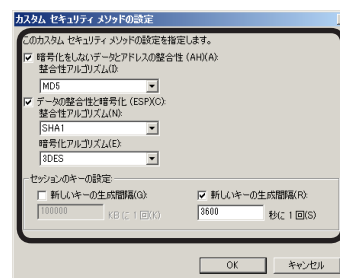 カスタム セキュリティ メソッドの設定
このカスタム セキュリティ メソッドの設定を指定します。
暗号化をしないデータとアドレスの整合性 (AH)(A):
整合性アルゴリズム(I):
MD5
データの整合性と暗号化 (ESP)(C):
整合性アルゴリズム(N):
SHA1
暗号化アルゴリズム(E):
3DES
セッションのキーの設定:
新しいキーの生成間隔(G): 新しいキーの生成間隔(R):
100000 KB に 1 回(K) 3600 秒に 1 回(S)
OK キャンセル